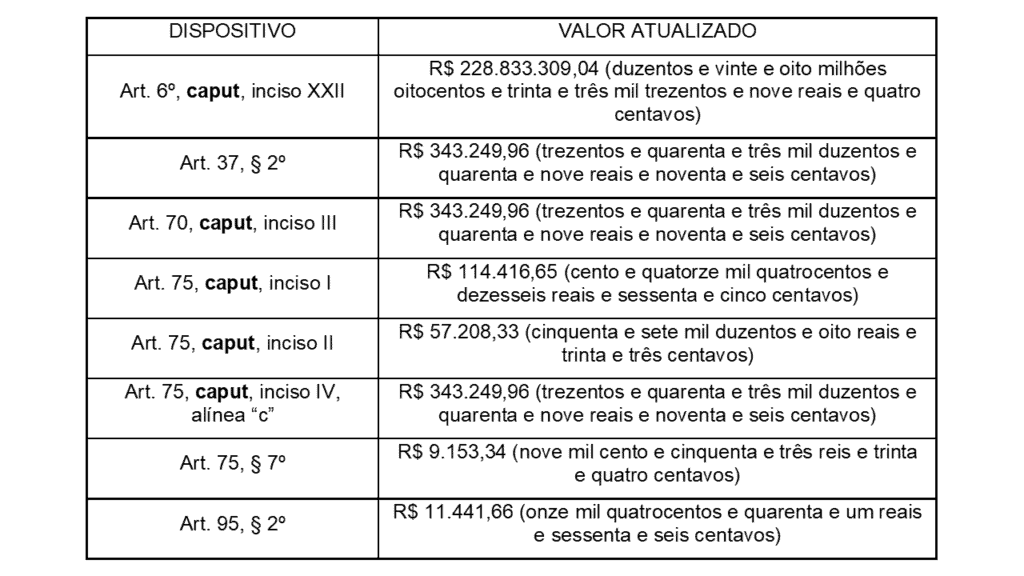 DISPOSITIVO
VALOR ATUALIZADO
Art. 6º, caput, inciso XXII
R$ 228.833.309,04 (duzentos e vinte e oito milhões
oitocentos e trinta e três mil trezentos e nove reais e quatro
centavos)
Art. 37, § 2º
R$ 343.249,96 (trezentos e quarenta e três mil duzentos e
quarenta e nove reais e noventa e seis centavos)
Art. 70, caput, inciso III
R$ 343.249,96 (trezentos e quarenta e três mil duzentos e
quarenta e nove reais e noventa e seis centavos)
Art. 75, caput, inciso I
R$ 114.416,65 (cento e quatorze mil quatrocentos e
dezesseis reais e sessenta e cinco centavos)
Art. 75, caput, inciso II
R$ 57.208,33 (cinquenta e sete mil duzentos e oito reais e
trinta e três centavos)
Art. 75, caput, inciso IV,
alínea “c”
R$ 343.249,96 (trezentos e quarenta e três mil duzentos e
quarenta e nove reais e noventa e seis centavos)
Art. 75, § 7º
R$ 9.153,34 (nove mil cento e cinquenta e três reis e trinta
e quatro centavos)
Art. 95, § 2º
R$ 11.441,66 (onze mil quatrocentos e quarenta e um reais
e sessenta e seis centavos)